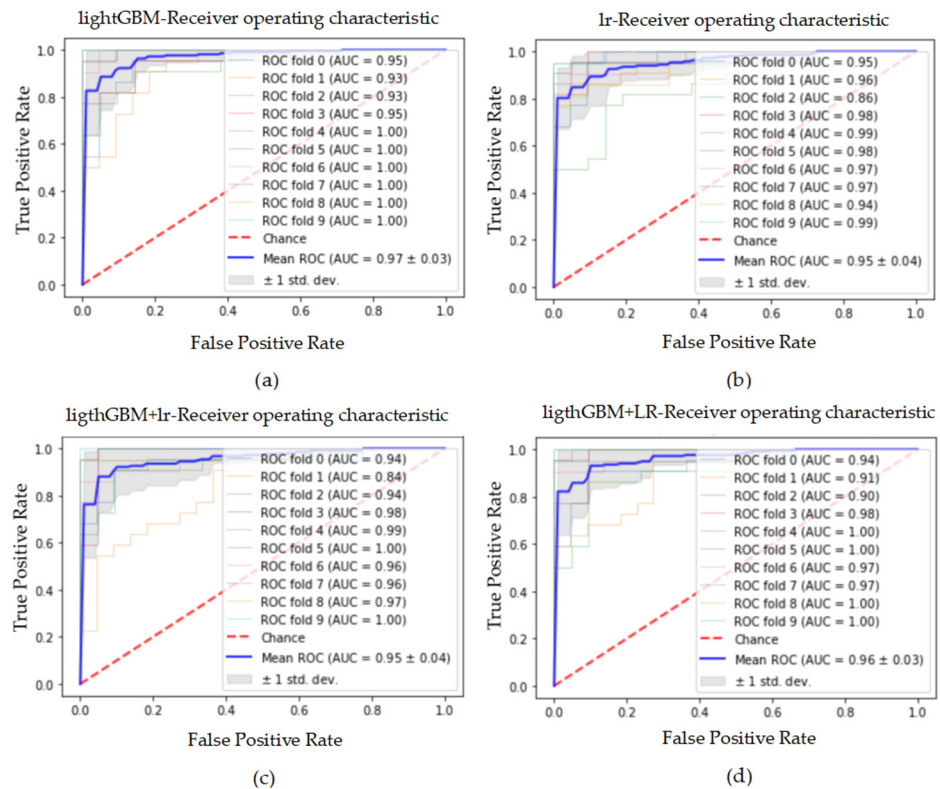 lightGBM-Receiver operating characteristic
True Positive Rate
1.0
0.8
0.6
0.4
0.2
0.0
ROC fold 0 (AUC = 0.95)
ROC fold 1 (AUC = 0.93)
ROC fold 2 (AUC = 0.93)
ROC fold 3 (AUC = 0.95)
ROC fold 4 (AUC = 1.00)
ROC fold 5 (AUC = 1.00)
ROC fold 6 (AUC = 1.00)
ROC fold 7 (AUC = 1.00)
ROC fold 8 (AUC = 1.00)
ROC fold 9 (AUC = 1.00)
Chance
Mean ROC (AUC = 0.97 ± 0.03)
± 1 std. dev.
0.0 0.2 0.4 0.6 0.8 1.0
False Positive Rate
(a)
lr-Receiver operating characteristic
True Positive Rate
1.0
0.8
0.6
0.4
0.2
0.0
ROC fold 0 (AUC = 0.95)
ROC fold 1 (AUC = 0.96)
ROC fold 2 (AUC = 0.86)
ROC fold 3 (AUC = 0.98)
ROC fold 4 (AUC = 0.99)
ROC fold 5 (AUC = 0.98)
ROC fold 6 (AUC = 0.97)
ROC fold 7 (AUC = 0.97)
ROC fold 8 (AUC = 0.94)
ROC fold 9 (AUC = 0.99)
Chance
Mean ROC (AUC = 0.95 ± 0.04)
± 1 std. dev.
0.0 0.2 0.4 0.6 0.8 1.0
False Positive Rate
(b)
ligthGBM+lr-Receiver operating characteristic
True Positive Rate
1.0
0.8
0.6
0.4
0.2
0.0
ROC fold 0 (AUC = 0.94)
ROC fold 1 (AUC = 0.84)
ROC fold 2 (AUC = 0.94)
ROC fold 3 (AUC = 0.98)
ROC fold 4 (AUC = 0.99)
ROC fold 5 (AUC = 1.00)
ROC fold 6 (AUC = 0.96)
ROC fold 7 (AUC = 0.96)
ROC fold 8 (AUC = 0.97)
ROC fold 9 (AUC = 1.00)
Chance
Mean ROC (AUC = 0.95 ± 0.04)
± 1 std. dev.
0.0 0.2 0.4 0.6 0.8 1.0
False Positive Rate
(c)
ligthGBM+LR-Receiver operating characteristic
True Positive Rate
1.0
0.8
0.6
0.4
0.2
0.0
ROC fold 0 (AUC = 0.94)
ROC fold 1 (AUC = 0.91)
ROC fold 2 (AUC = 0.90)
ROC fold 3 (AUC = 0.98)
ROC fold 4 (AUC = 1.00)
ROC fold 5 (AUC = 1.00)
ROC fold 6 (AUC = 0.97)
ROC fold 7 (AUC = 0.97)
ROC fold 8 (AUC = 1.00)
ROC fold 9 (AUC = 1.00)
Chance
Mean ROC (AUC = 0.96 ± 0.03)
± 1 std. dev.
0.0 0.2 0.4 0.6 0.8 1.0
False Positive Rate
(d)